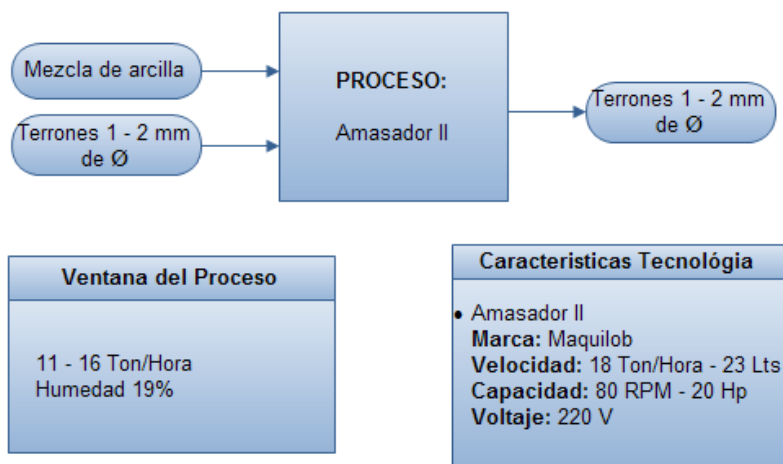 Mezcla de arcilla
Terrones 1 - 2 mm
de Ø
PROCESO:
Amasador II
Terrones 1 - 2 mm
de Ø
Ventana del Proceso
11 - 16 Ton/Hora
Humedad 19%
Caracteristicas Tecnológia
• Amasador II
Marca: Maquilob
Velocidad: 18 Ton/Hora - 23 Lts
Capacidad: 80 RPM - 20 Hp
Voltaje: 220 V